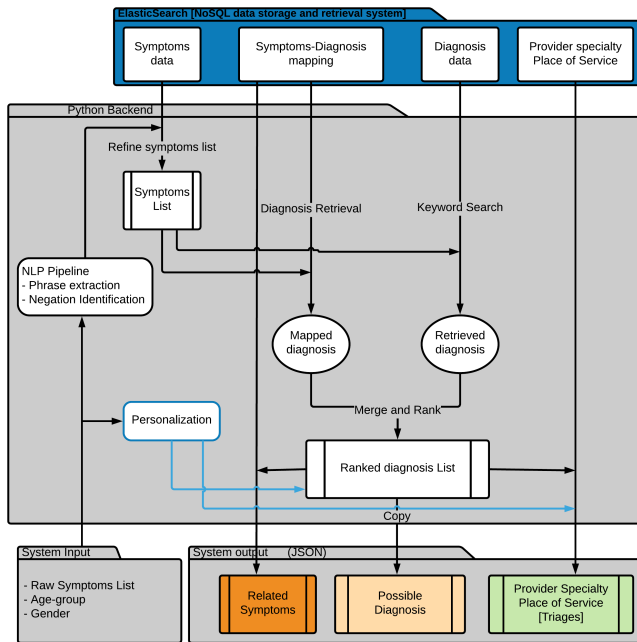 ElasticSearch [NoSQL data storage and retrieval system]
Symptoms
data
Symptoms-Diagnosis
mapping
Diagnosis
data
Provider specialty
Place of Service
Python Backend
Refine symptoms list
Symptoms
List
Diagnosis Retrieval
Keyword Search
NLP Pipeline
- Phrase extraction
- Negation Identification
Mapped
diagnosis
Retrieved
diagnosis
Personalization
Merge and Rank
Ranked diagnosis List
Copy
System Input
- Raw Symptoms List
- Age-group
- Gender
System output (JSON)
Related
Symptoms
Possible
Diagnosis
Provider Specialty
Place of Service
[Triages]